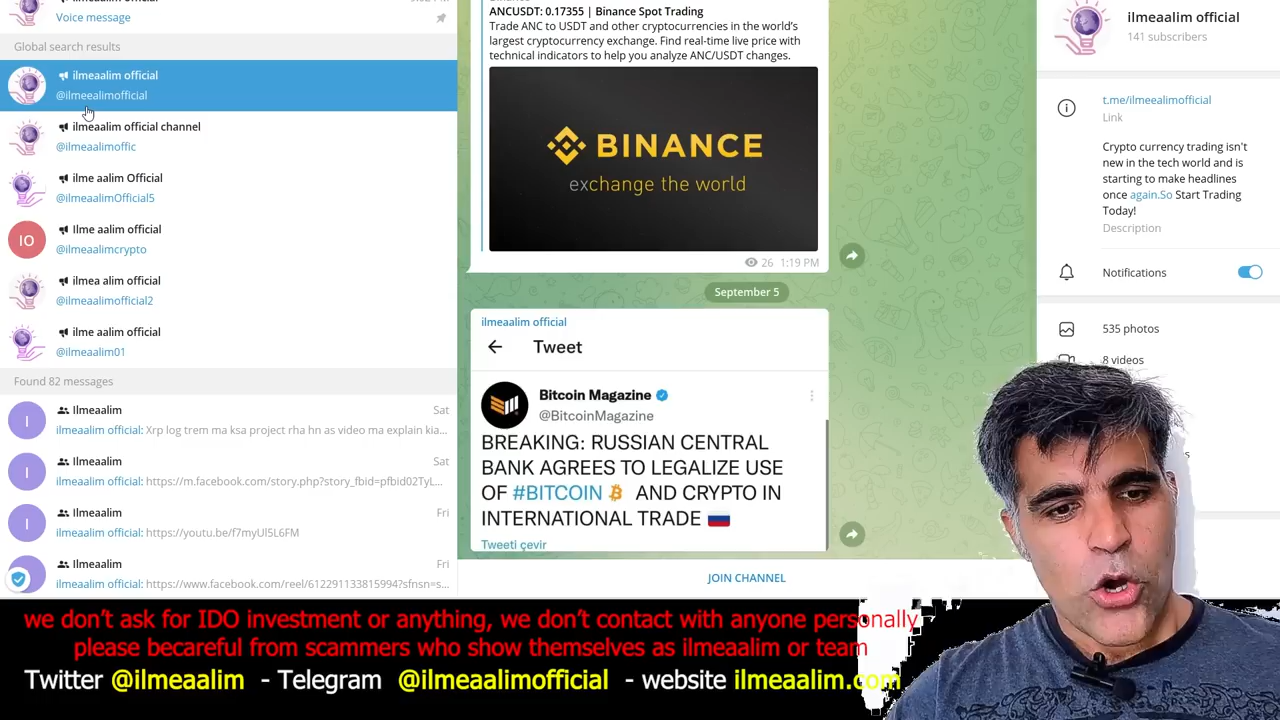 ilmeaalim official
Voice message
Global search results
ilmeaalim official
@ilmeealimofficial
ilmeaalim official channel
@ilmeaalimoffic
ilme aalim Official
@ilmeaalimOfficial5
IO
Ilme aalim official
@ilmeaalimcrypto
ilmea alim official
@ilmeaalimofficial2
ilme aalim official
@ilmeaalim01
Found 82 messages
I
Ilmeaalim
Sat
ilmeaalim official: Xrp log trem ma ksa project rha hn as video ma explain kia...
I
Ilmeaalim
Sat
ilmeaalim official: https://m.facebook.com/story.php?story_fbid=pfbid02TyL...
I
Ilmeaalim
Fri
ilmeaalim official: https://youtu.be/f7myUl5L6FM
Ilmeaalim
Fri
ilmeaalim official: https://www.facebook.com/reel/612291133815994?sfnsn=s...
ANCUSDT: 0.17355 | Binance Spot Trading
Trade ANC to USDT and other cryptocurrencies in the world's
largest cryptocurrency exchange. Find real-time live price with
technical indicators to help you analyze ANC/USDT changes.
BINANCE
exchange the world
26 1:19 PM
September 5
ilmeaalim official
Tweet
Bitcoin Magazine
@BitcoinMagazine
BREAKING: RUSSIAN CENTRAL
BANK AGREES TO LEGALIZE USE
OF #BITCOIN AND CRYPTO IN
INTERNATIONAL TRADE
Tweeti çevir
JOIN CHANNEL
ilmeaalim official
141 subscribers
t.me/ilmeealimofficial
Link
Crypto currency trading isn't
new in the tech world and is
starting to make headlines
once again.So Start Trading
Today!
Description
Notifications
535 photos
8 videos
we don't ask for IDO investment or anything, we don't contact with anyone personally
please becareful from scammers who show themselves as ilmeaalim or team
Twitter @ilmeaalim - Telegram @ilmeaalimofficial - website ilmeaalim.com